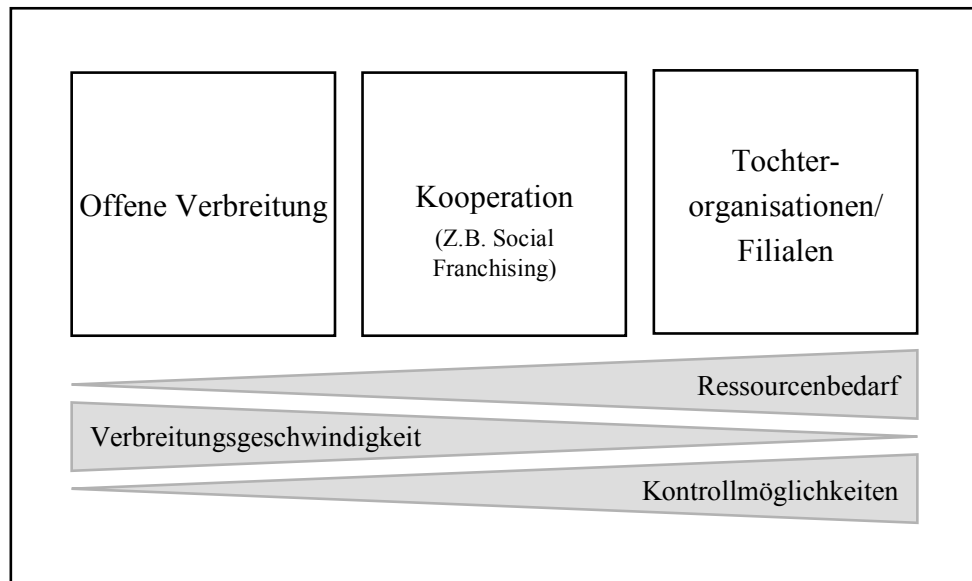 Offene Verbreitung
Kooperation
(Z.B. Social
Franchising)
Tochter-
organisationen/
Filialen
Ressourcenbedarf
Verbreitungsgeschwindigkeit
Kontrollmöglichkeiten